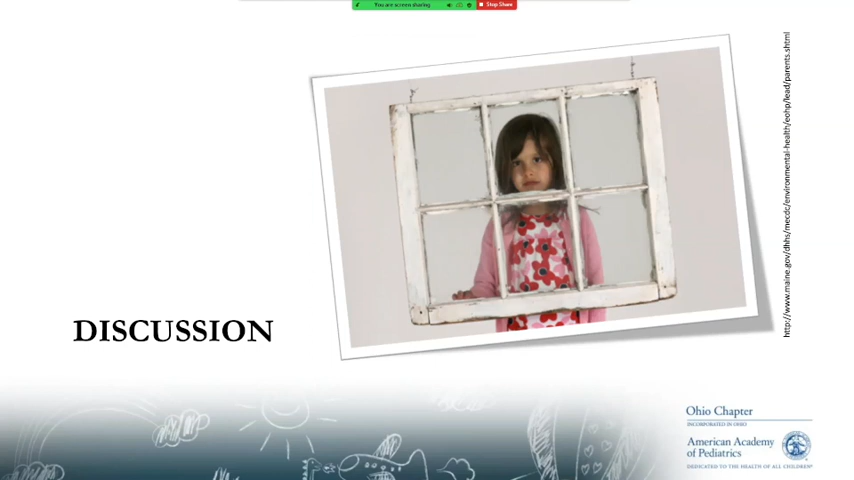 You are screen sharing
Stop Share
http://www.maine.gov/dhhs/mecdc/environmental-health/eohp/lead/parents.shtml
DISCUSSION
Ohio Chapter
INCORPORATED IN OHIO
American Academy
of Pediatrics
DEDICATED TO THE HEALTH OF ALL CHILDREN®